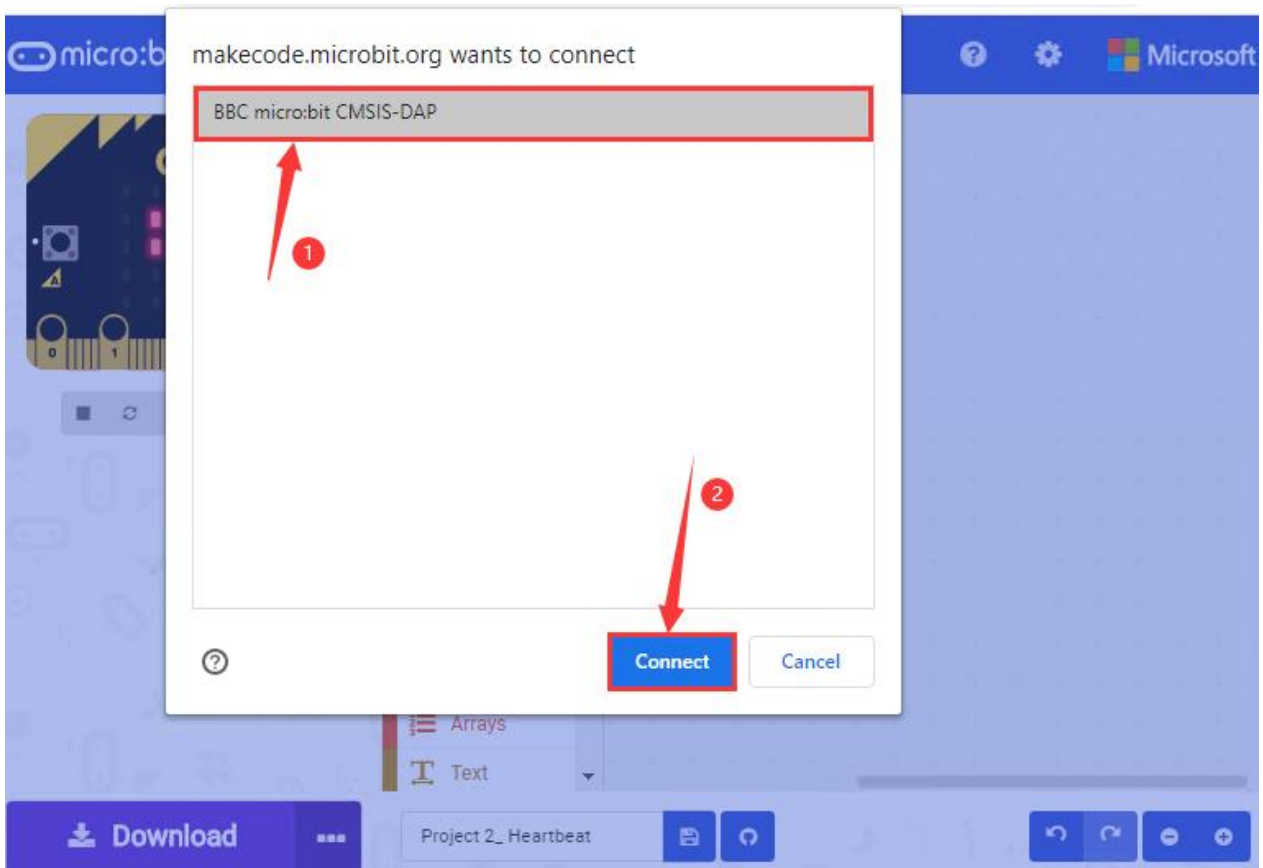 micro:b
makecode.microbit.org wants to connect
Microsoft
BBC micro:bit CMSIS-DAP
1
0
1
2
?
Connect
Cancel
Arrays
T Text
Download
Project 2_ Heartbeat